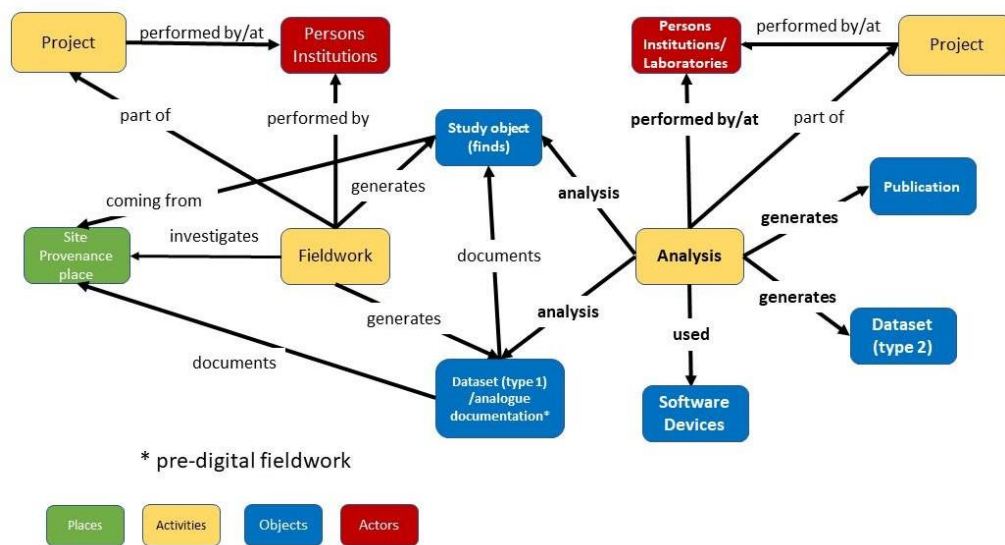 Project
performed by/at
Persons
Institutions
Persons
Institutions/
Laboratories
performed by/at
Project
part of
performed by
Study object
(finds)
performed by/at
part of
coming from
generates
analysis
Publication
generates
Site
Provenance
place
investigates
Fieldwork
documents
Analysis
generates
generates
analysis
used
Dataset
(type 2)
documents
Dataset (type 1)
/analogue
documentation*
Software
Devices
* pre-digital fieldwork
Places
Activities
Objects
Actors